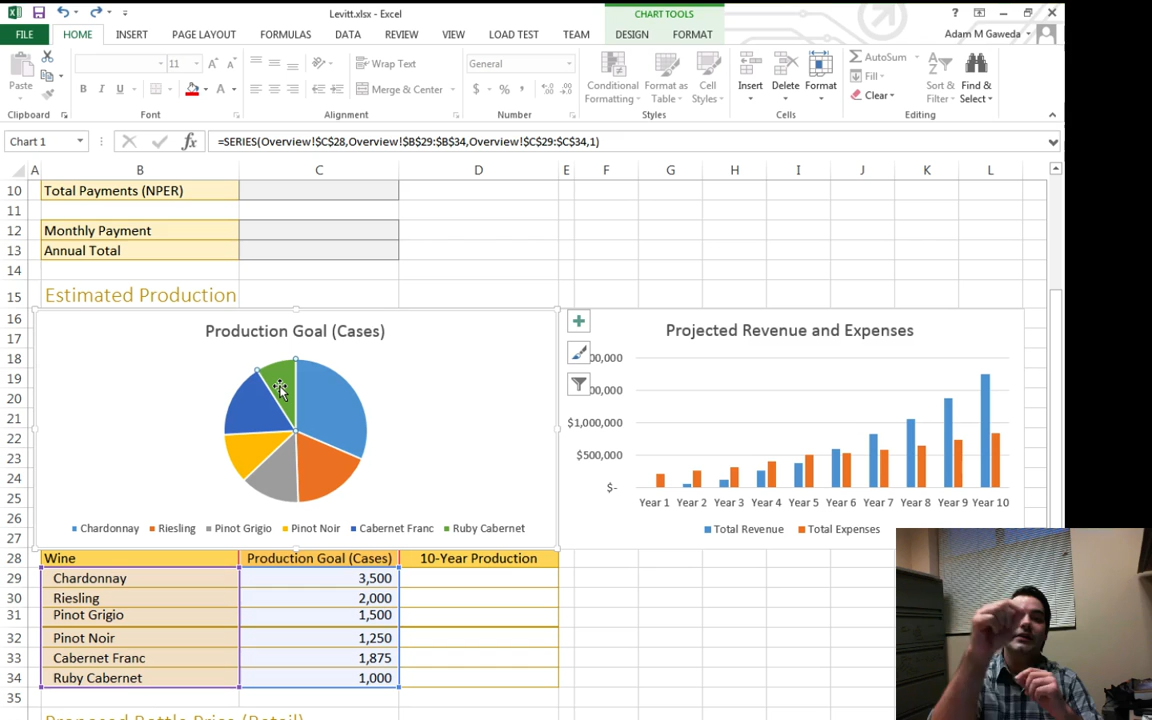 Levitt.xlsx - Excel
CHART TOOLS
?
FILE HOME INSERT PAGE LAYOUT FORMULAS DATA REVIEW VIEW LOAD TEST TEAM DESIGN FORMAT Adam M Gaweda
Paste
11 A A
B I U A
Wrap Text
Merge & Center
General
$ % ,
Conditional Formatting
Format as Table
Cell Styles
Insert Delete Format
AutoSum
Fill
Clear
Sort & Filter
Find & Select
Clipboard Font Alignment Number Styles Cells Editing
Chart 1 fx =SERIES(Overview!$C$28,Overview!$B$29:$B$34,Overview!$C$29:$C$34,1)
A B C D E F G H I J K L
10 Total Payments (NPER)
11
12 Monthly Payment
13 Annual Total
14
15 Estimated Production
16
17
18
19
20
21
22
23
24
25
26
27
Production Goal (Cases)
Chardonnay Riesling Pinot Grigio Pinot Noir Cabernet Franc Ruby Cabernet
Projected Revenue and Expenses
00,000
00,000
$1,000,000
$500,000
$-
Year 1 Year 2 Year 3 Year 4 Year 5 Year 6 Year 7 Year 8 Year 9 Year 10
Total Revenue Total Expenses
28 Wine Production Goal (Cases) 10-Year Production
29 Chardonnay 3,500
30 Riesling 2,000
31 Pinot Grigio 1,500
32 Pinot Noir 1,250
33 Cabernet Franc 1,875
34 Ruby Cabernet 1,000
35
Proposed Bottle Price (Retail)